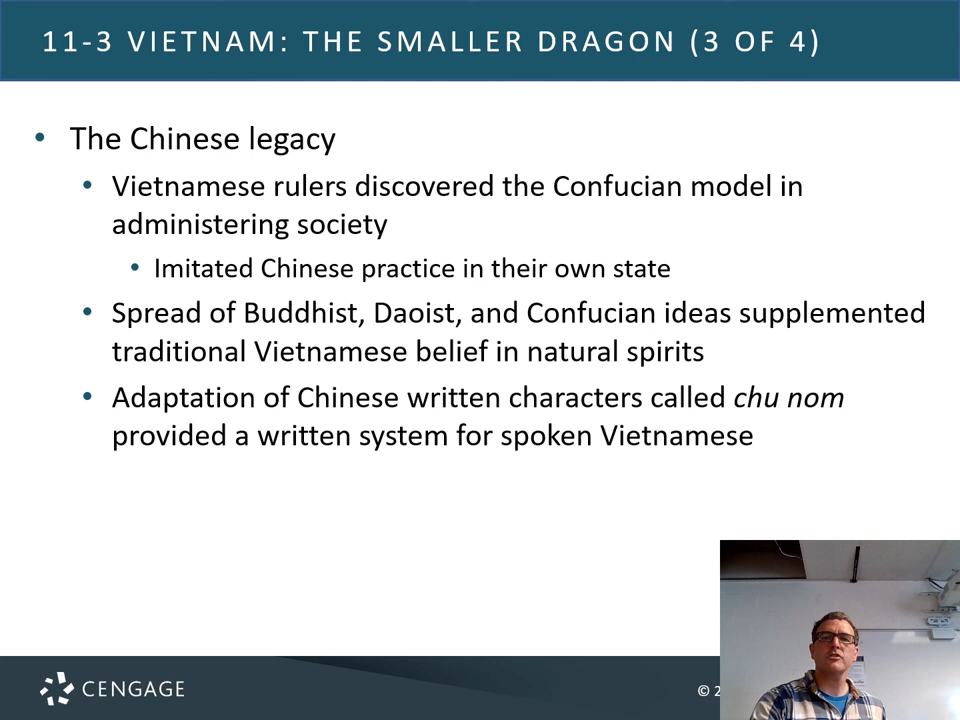 11-3 VIETNAM: THE SMALLER DRAGON (3 OF 4)
• The Chinese legacy
• Vietnamese rulers discovered the Confucian model in
administering society
• Imitated Chinese practice in their own state
• Spread of Buddhist, Daoist, and Confucian ideas supplemented
traditional Vietnamese belief in natural spirits
• Adaptation of Chinese written characters called chu nom
provided a written system for spoken Vietnamese
CENGAGE
© 2